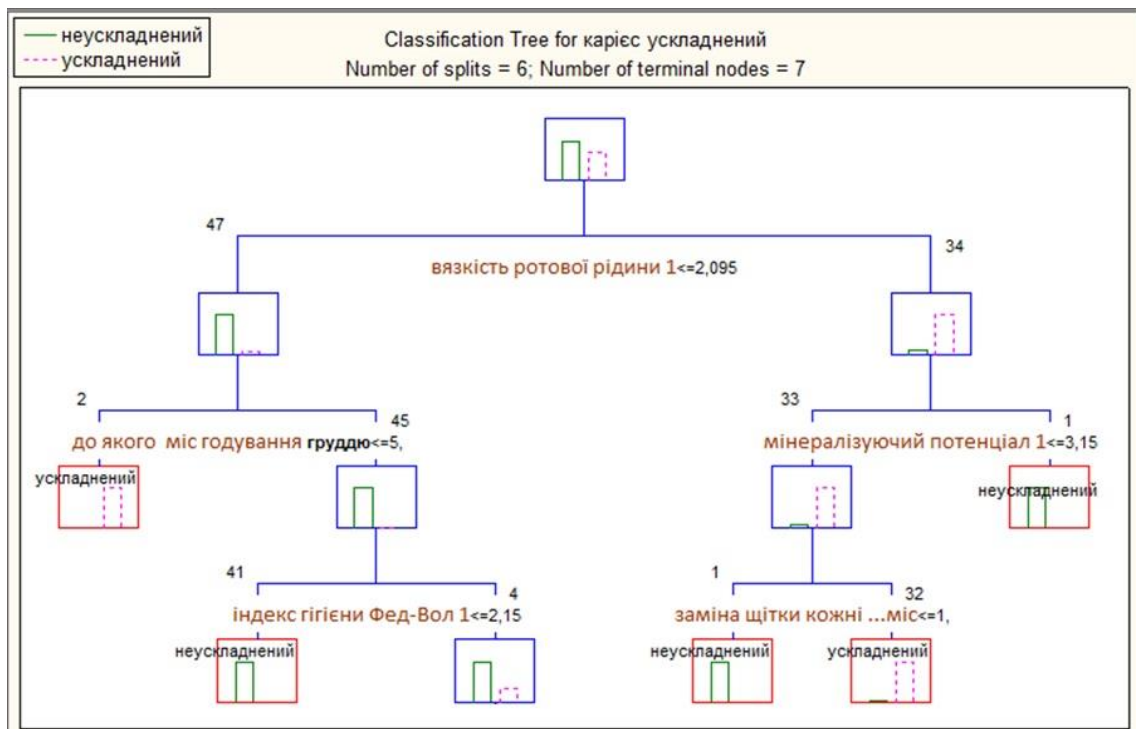 неускладнений
ускладнений
Classification Tree for карієс ускладнений
Number of splits = 6; Number of terminal nodes = 7
47
34
вязкість ротової рідини 1<=2,095
2
45
33
1
до якого міс годування груддю<=5,
мінералізуючий потенціал 1<=3,15
ускладнений
неускладнений
41
4
1
32
індекс гігієни Фед-Вол 1<=2,15
заміна щітки кожні ...міс<=1,
неускладнений
неускладнений
ускладнений